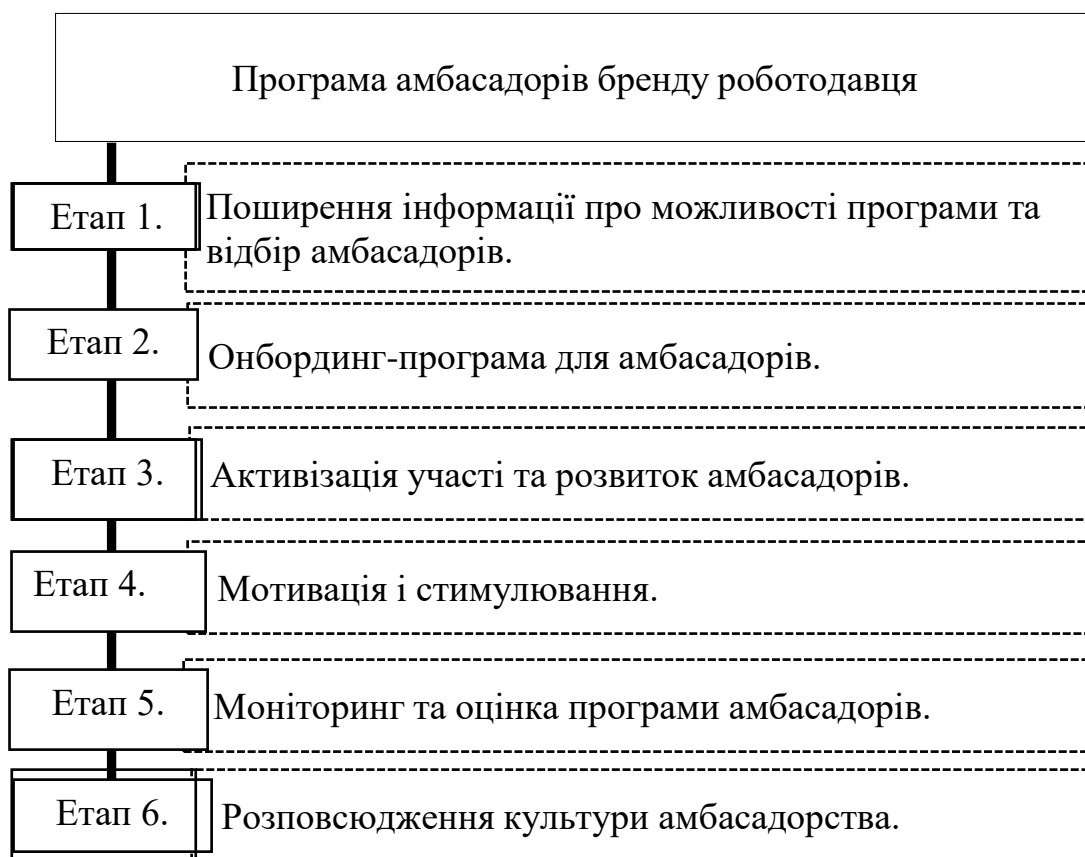 Програма амбасадорів бренду роботодавця
Етап 1.
Поширення інформації про можливості програми та
відбір амбасадорів.
Етап 2.
Онбординг-програма для амбасадорів.
Етап 3.
Активізація участі та розвиток амбасадорів.
Етап 4.
Мотивація і стимулювання.
Етап 5.
Моніторинг та оцінка програми амбасадорів.
Етап 6.
Розповсюдження культури амбасадорства.